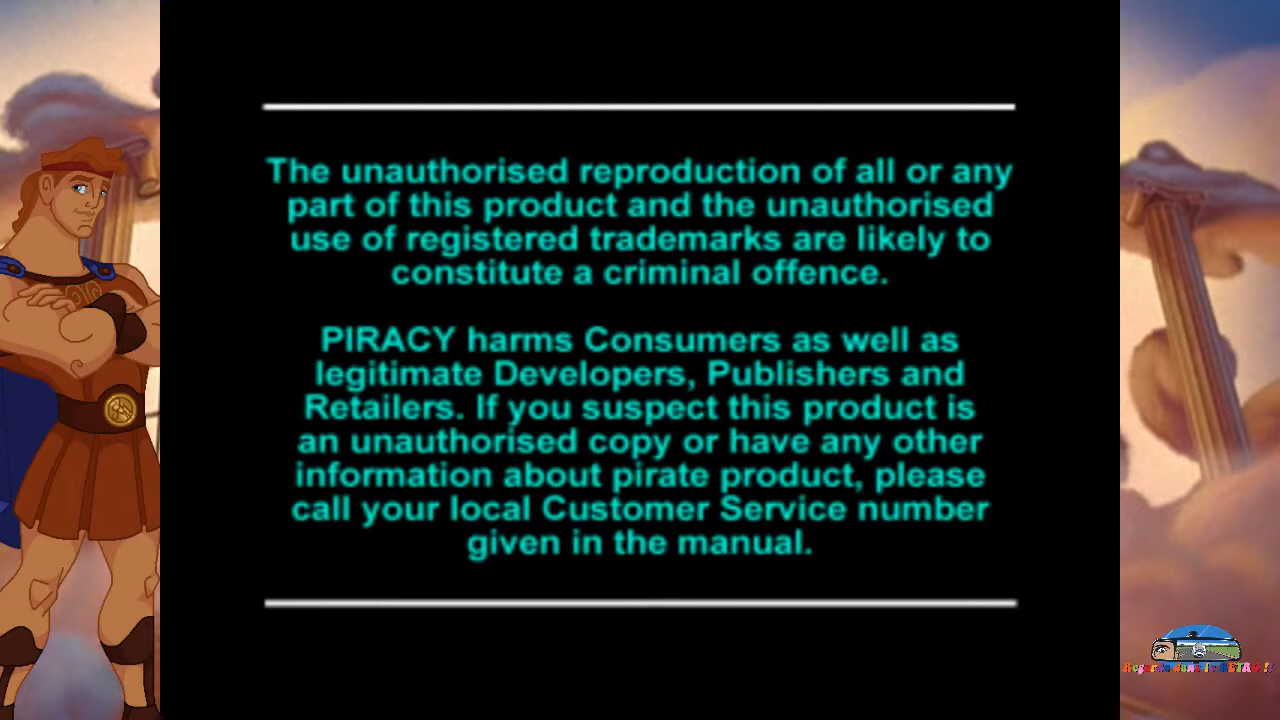 The unauthorised reproduction of all or any
part of this product and the unauthorised
use of registered trademarks are likely to
constitute a criminal offence.
PIRACY harms Consumers as well as
legitimate Developers, Publishers and
Retailers. If you suspect this product is
an unauthorised copy or have any other
information about pirate product, please
call your local Customer Service number
given in the manual.